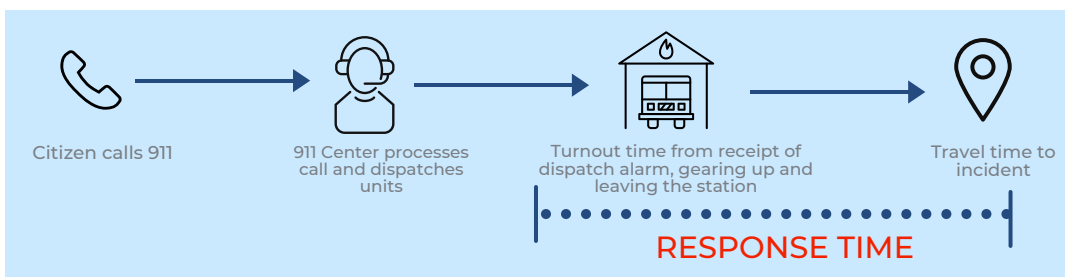 Citizen calls 911
911 Center processes
call and dispatches
units
Turnout time from receipt of
dispatch alarm, gearing up and
leaving the station
Travel time to
incident
RESPONSE TIME